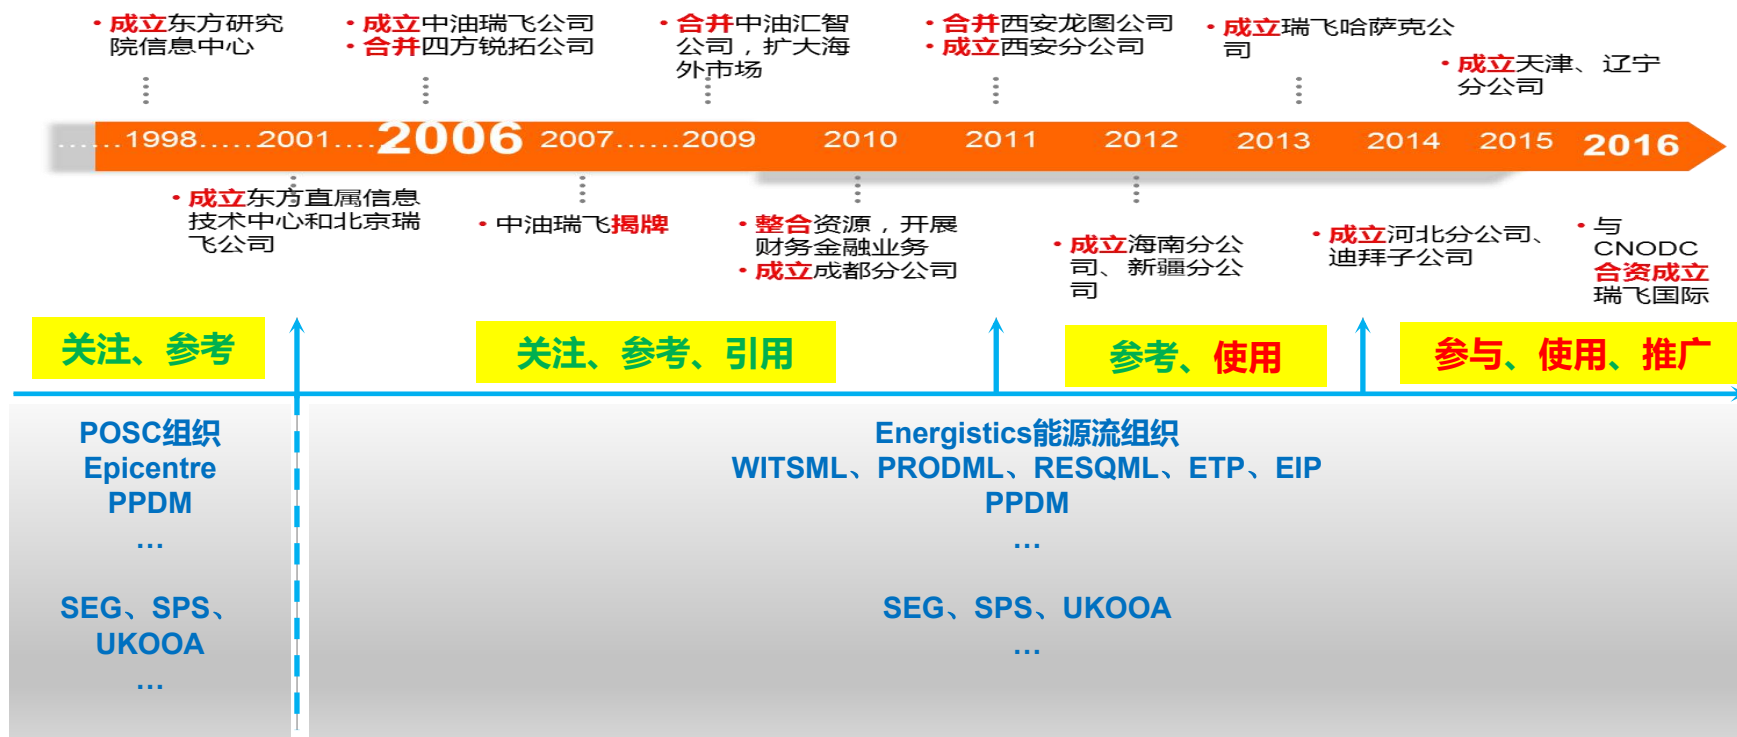 • 成立东方研究
院信息中心
• 成立中油瑞飞公司
• 合并四方锐拓公司
• 合并中油汇智
公司，扩大海
外市场
• 合并西安龙图公司
• 成立西安分公司
• 成立瑞飞哈萨克公
司
• 成立天津、辽宁
分公司
......1998......2001....2006 2007......2009 2010 2011 2012 2013 2014 2015 2016
• 成立东方直属信息
技术中心和北京瑞
飞公司
• 中油瑞飞揭牌
• 整合资源，开展
财务金融业务
• 成立成都分公司
• 成立海南分公
司、新疆分公
司
• 成立河北分公司、
迪拜子公司
• 与
CNODC
合资成立
瑞飞国际
关注、参考
关注、参考、引用
参考、使用
参与、使用、推广
POSC组织
Epicentre
PPDM
…
SEG、SPS、
UKOOA
…
Energistics能源流组织
WITSML、PRODML、RESQML、ETP、EIP
PPDM
…
SEG、SPS、UKOOA
…